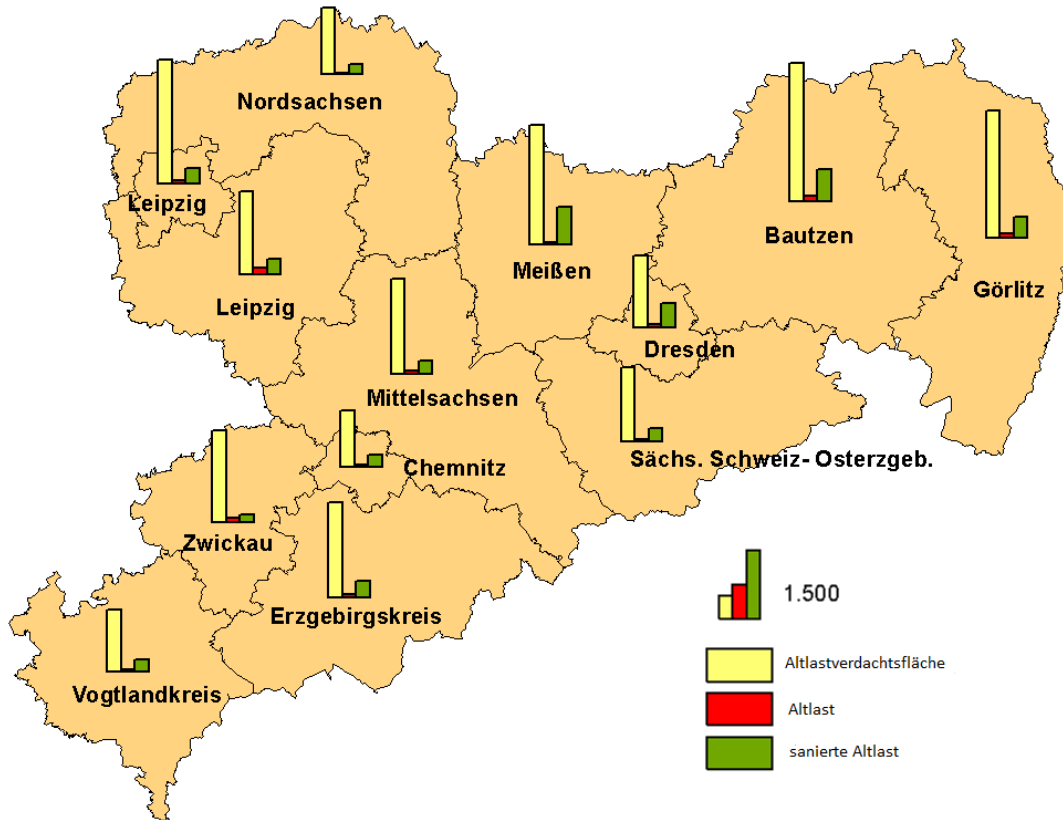 Nordsachsen
Leipzig
Leipzig
Meißen
Bautzen
Görlitz
Dresden
Mittelsachsen
Sächs. Schweiz- Osterzgeb.
Chemnitz
Zwickau
Erzgebirgskreis
Vogtlandkreis
1.500
Altlastverdachtsfläche
Altlast
sanierte Altlast